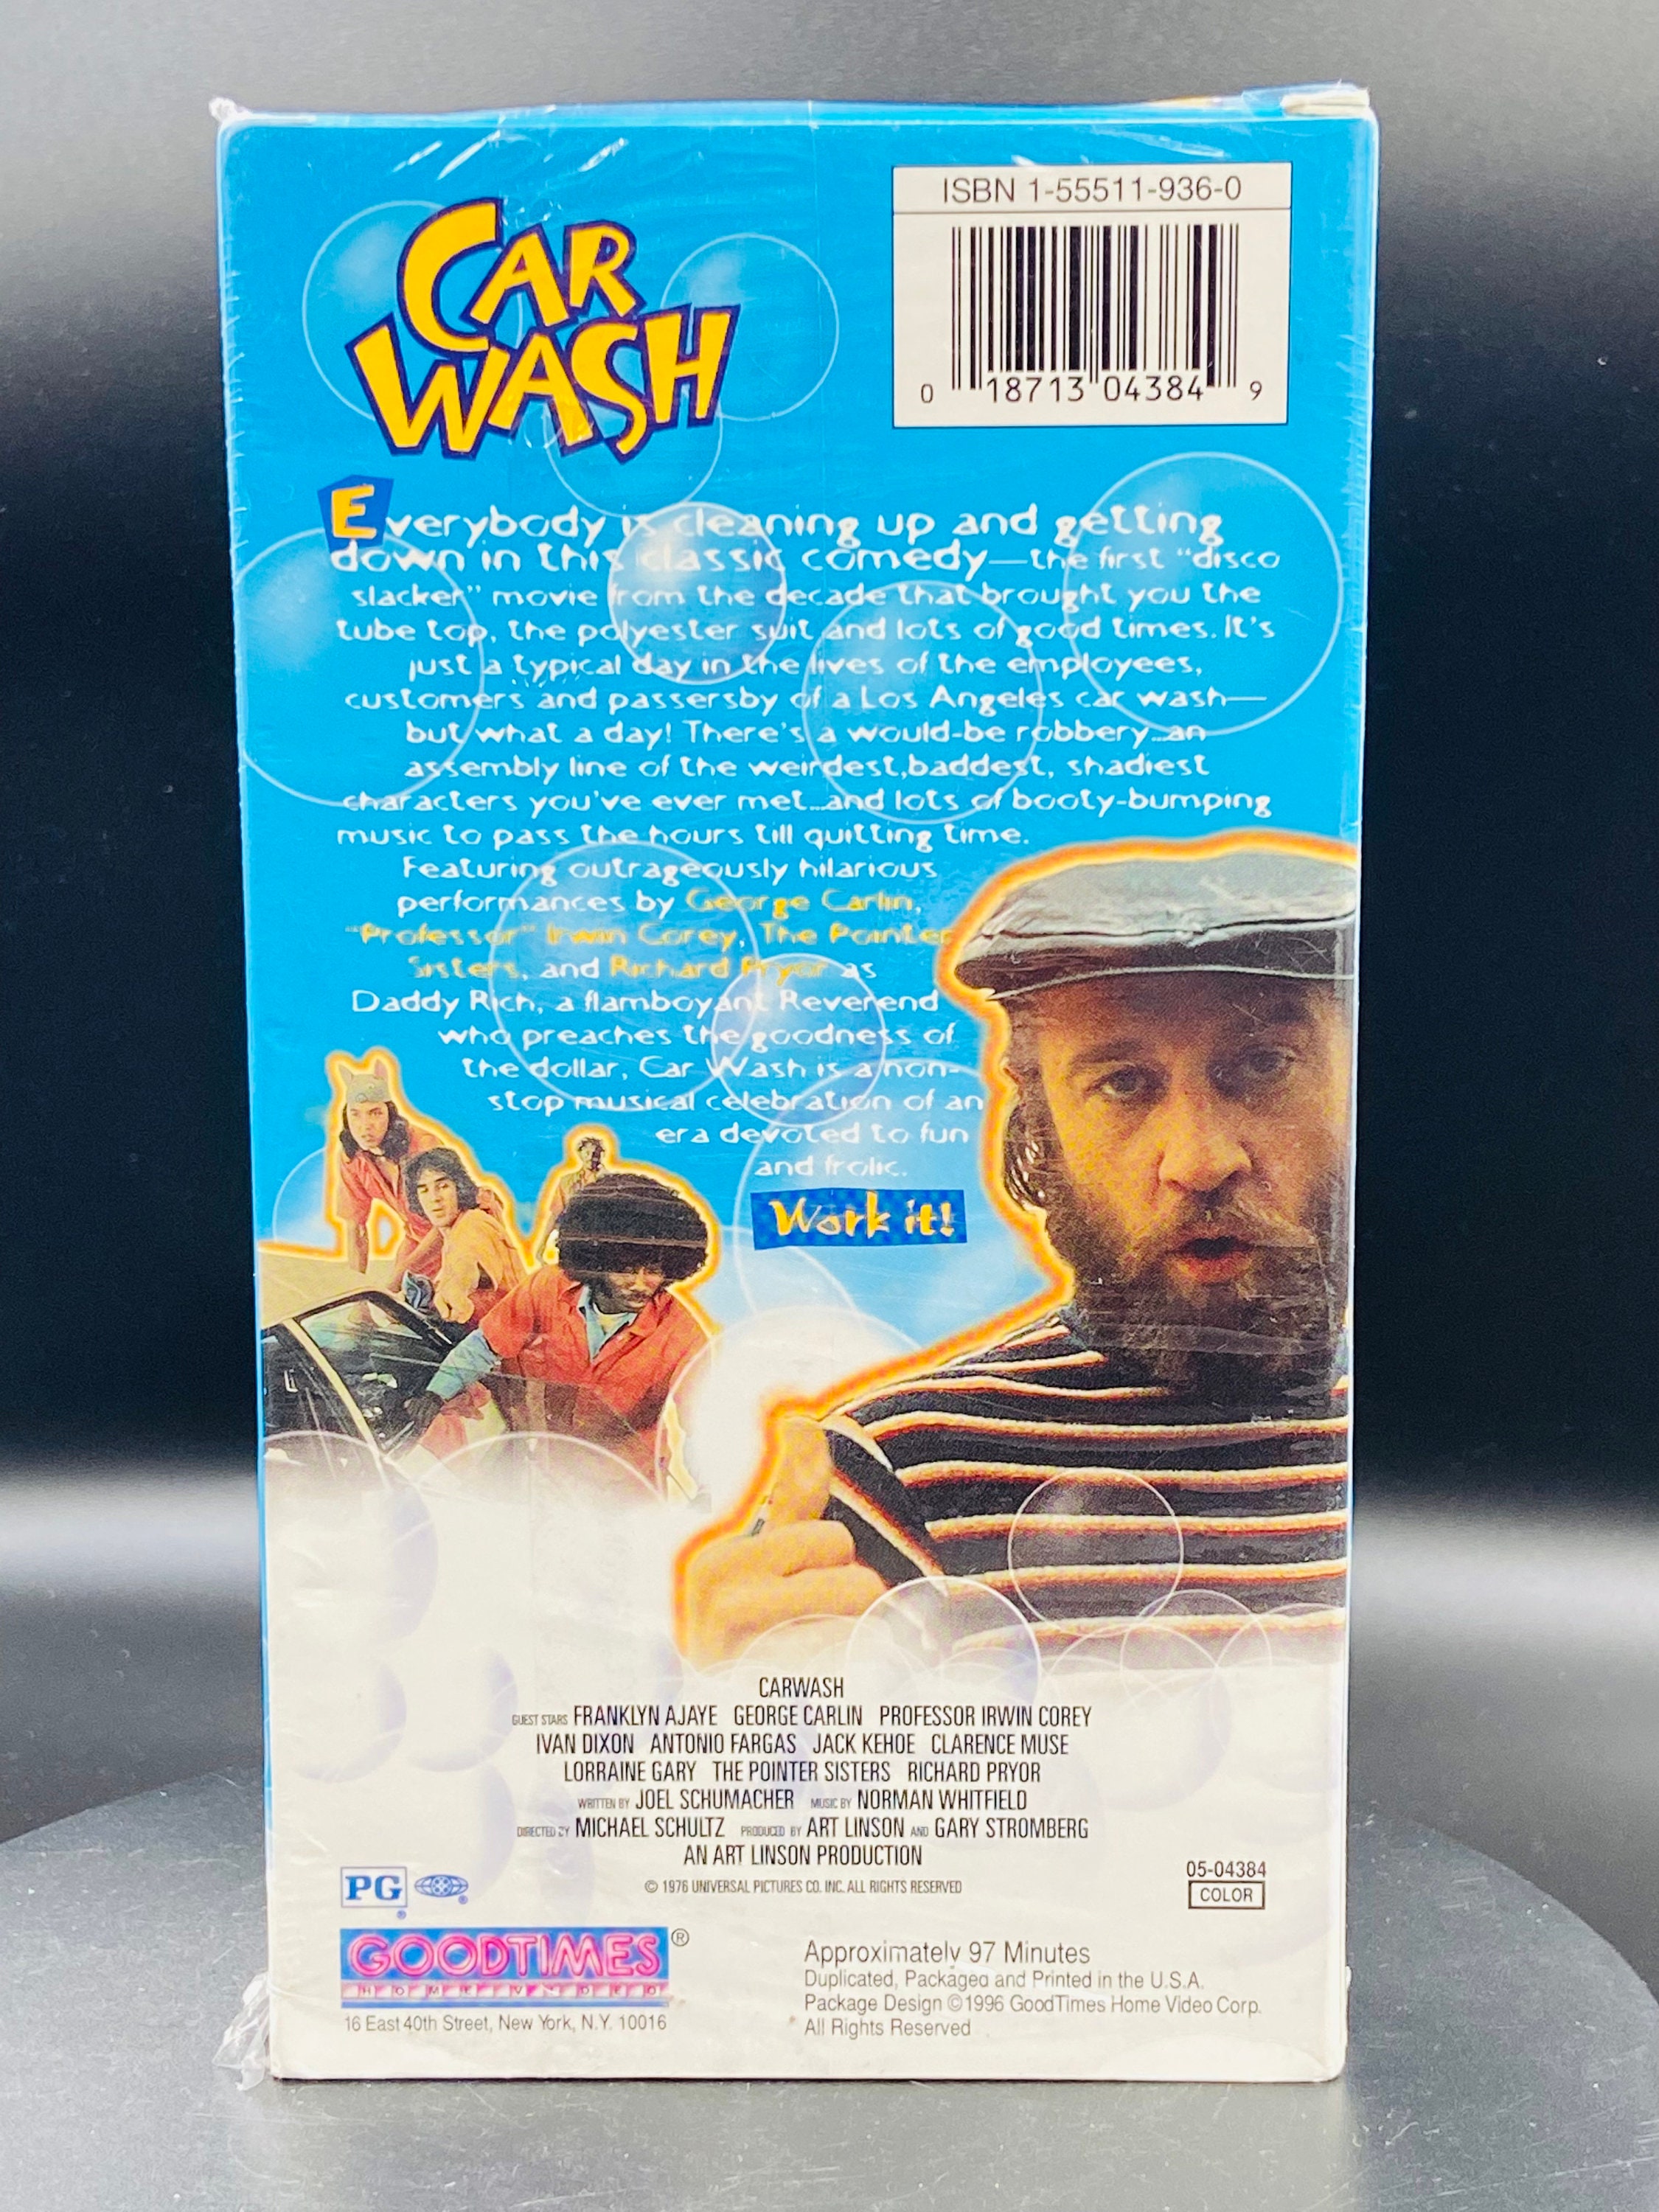 CAR
WASH
ISBN 1-55511-936-0
0 18713 04384 9
Everybody is cleaning up and getting
down in this classic comedy—the first "disco
slacker" movie from the decade that brought you the
tube top, the polyester suit and lots of good times. It's
just a typical day in the lives of the employees,
customers and passersby of a Los Angeles car wash—
but what a day! There's a would-be robbery...an
assembly line of the weirdest,baddest, shadiest
characters you've ever met...and lots of booty-bumping
music to pass the hours till quitting time.
Featuring outrageously hilarious
performances by George Carlin,
"Professor" Irwin Corey, The Pointer
Sisters, and Richard Pryor as
Daddy Rich, a flamboyant Reverend
who preaches the goodness of
the dollar, Car Wash is a non-
stop musical celebration of an
era devoted to fun
and frolic.
Work it!
CARWASH
GUEST STARS FRANKLYN AJAYE GEORGE CARLIN PROFESSOR IRWIN COREY
IVAN DIXON ANTONIO FARGAS JACK KEHOE CLARENCE MUSE
LORRAINE GARY THE POINTER SISTERS RICHARD PRYOR
WRITTEN BY JOEL SCHUMACHER MUSIC BY NORMAN WHITFIELD
DIRECTED BY MICHAEL SCHULTZ PRODUCED BY ART LINSON AND GARY STROMBERG
AN ART LINSON PRODUCTION
© 1976 UNIVERSAL PICTURES CO. INC. ALL RIGHTS RESERVED
PG ®
®
05-04384
COLOR
GOODTIMES ®
HOME VIDEO
16 East 40th Street, New York, N.Y. 10016
Approximately 97 Minutes
Duplicated, Packaged and Printed in the U.S.A.
Package Design ©1996 GoodTimes Home Video Corp.
All Rights Reserved